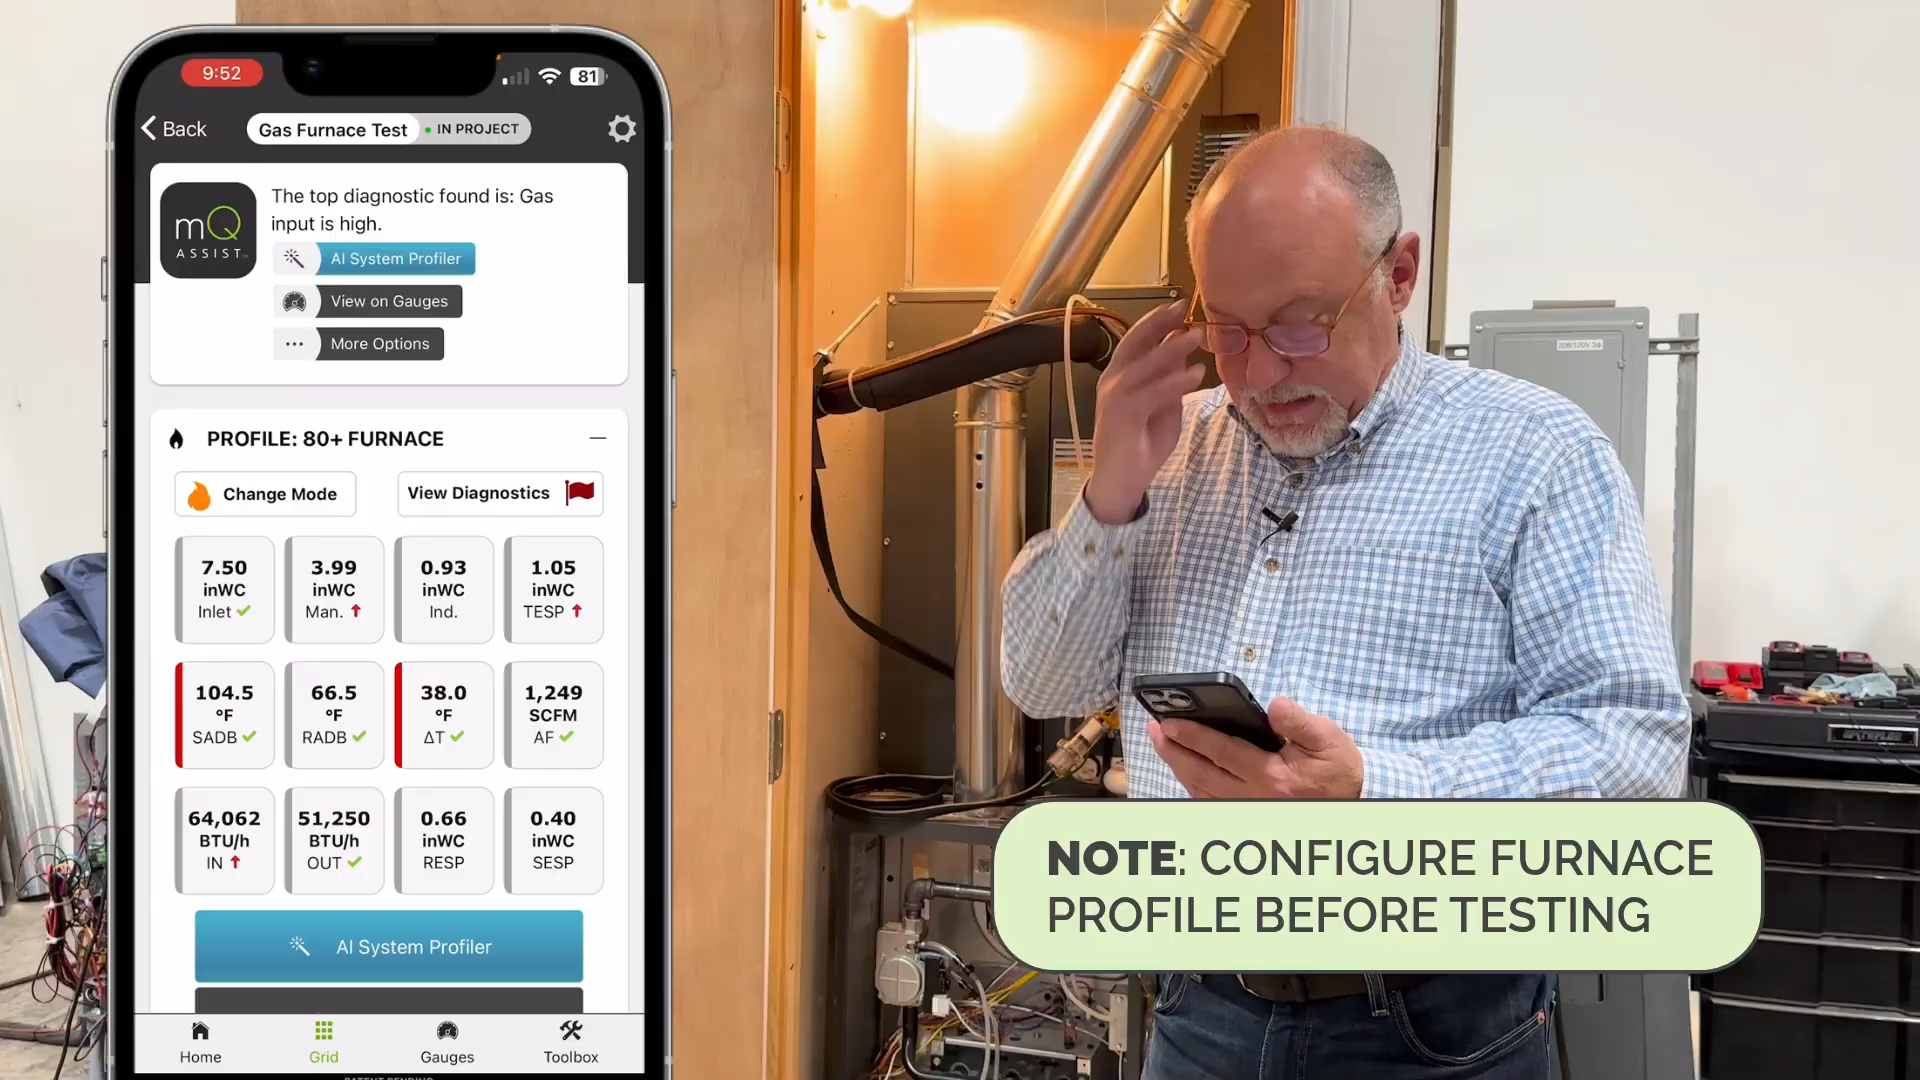 9:52
81
Back
Gas Furnace Test
IN PROJECT
The top diagnostic found is: Gas
input is high.
mQ
ASSIST
AI System Profiler
View on Gauges
More Options
PROFILE: 80+ FURNACE
Change Mode
View Diagnostics
7.50
inWC
Inlet
3.99
inWC
Man.
0.93
inWC
Ind.
1.05
inWC
TESP
104.5
°F
SADB
66.5
°F
RADB
38.0
°F
ΔT
1,249
SCFM
AF
64,062
BTU/h
IN
51,250
BTU/h
OUT
0.66
inWC
RESP
0.40
inWC
SESP
AI System Profiler
Home
Grid
Gauges
Toolbox
NOTE: CONFIGURE FURNACE
PROFILE BEFORE TESTING